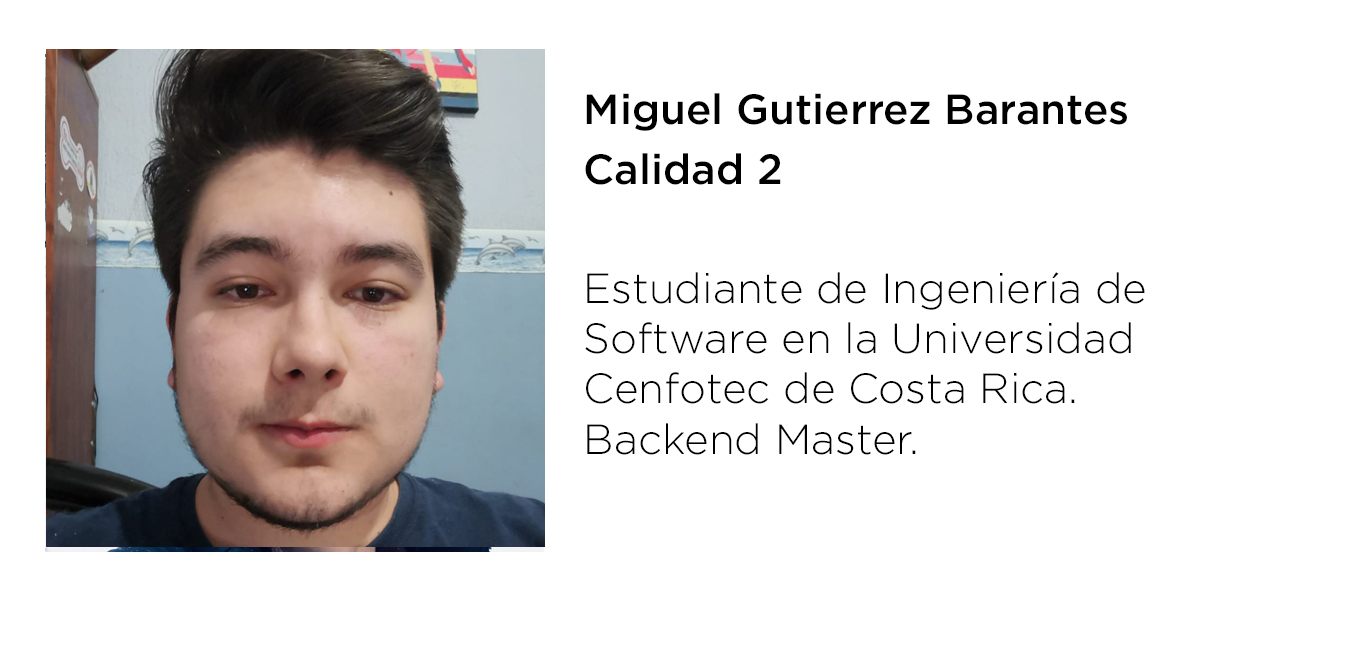 Miguel Gutierrez Barantes
Calidad 2
Estudiante de Ingeniería de
Software en la Universidad
Cenfotec de Costa Rica.
Backend Master.